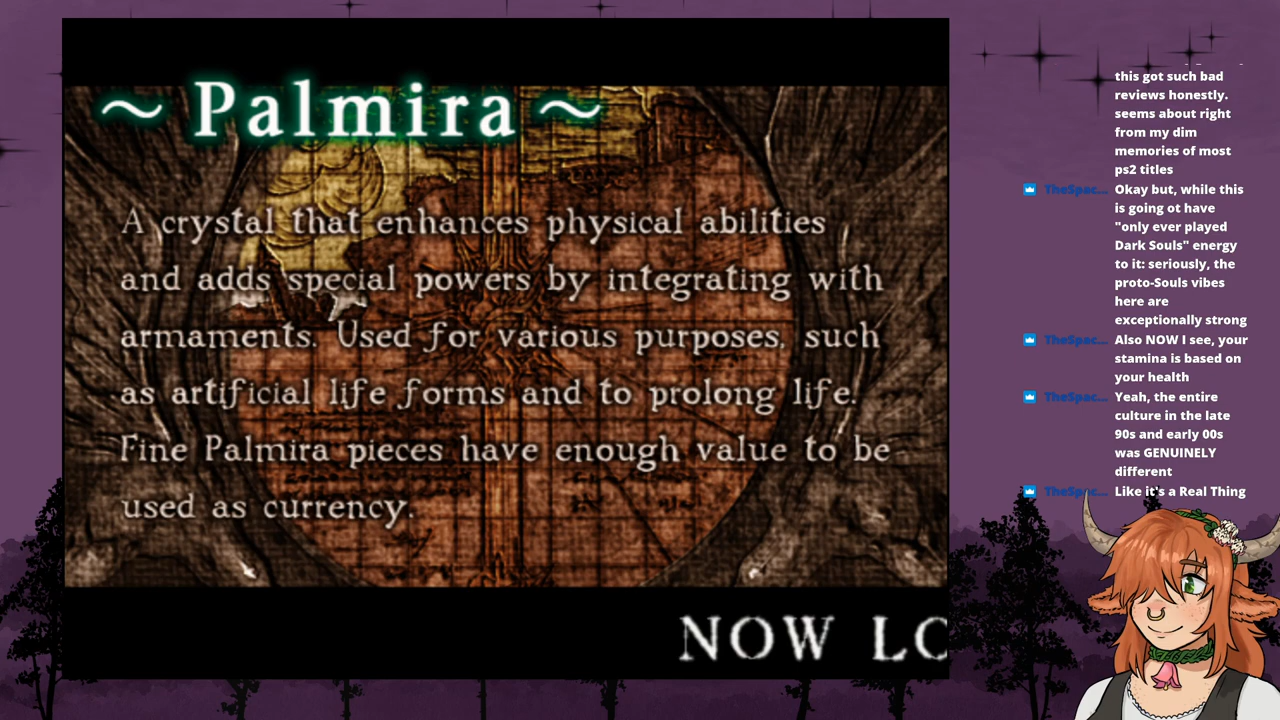 ~ Palmira ~
A crystal that enhances physical abilities
and adds special powers by integrating with
armaments. Used for various purposes, such
as artificial life forms and to prolong life.
Fine Palmira pieces have enough value to be
used as currency.
NOW LO
this got such bad
reviews honestly.
seems about right
from my dim
memories of most
ps2 titles
TheSpac... Okay but, while this
is going ot have
"only ever played
Dark Souls" energy
to it: seriously, the
proto-Souls vibes
here are
exceptionally strong
TheSpac... Also NOW I see, your
stamina is based on
your health
TheSpac... Yeah, the entire
culture in the late
90s and early 00s
was GENUINELY
different
TheSpac... Like it's a Real Thing